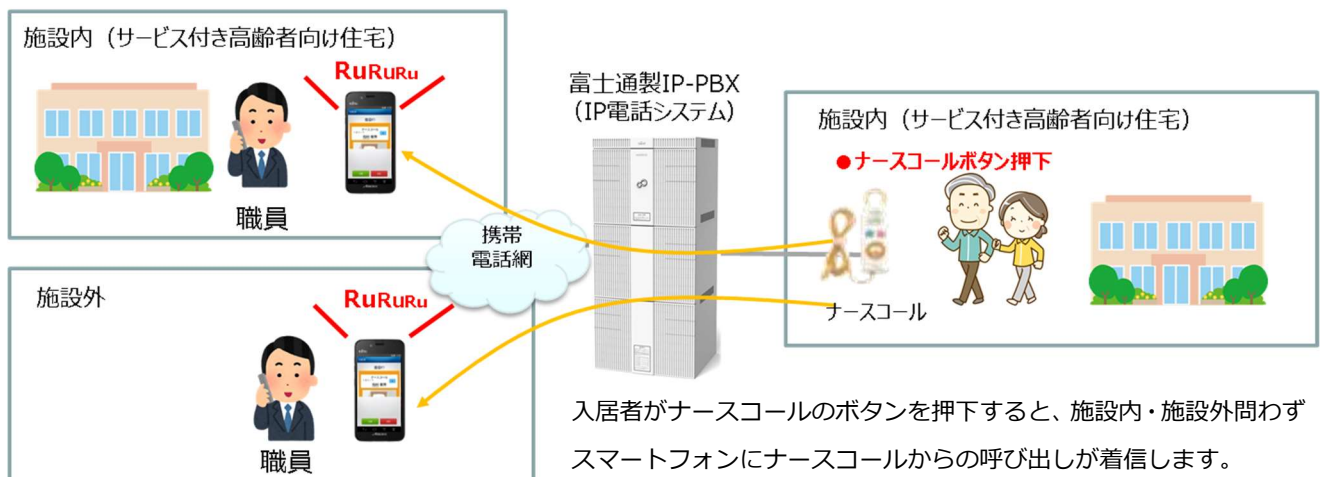 施設内（サービス付き高齢者向け住宅）
RuRuRu
職員
携帯
電話網
富士通製IP-PBX
（IP電話システム）
施設内（サービス付き高齢者向け住宅）
●ナースコールボタン押下
ナースコール
施設外
RuRuRu
職員
入居者がナースコールのボタンを押下すると、施設内・施設外問わず
スマートフォンにナースコールからの呼び出しが着信します。